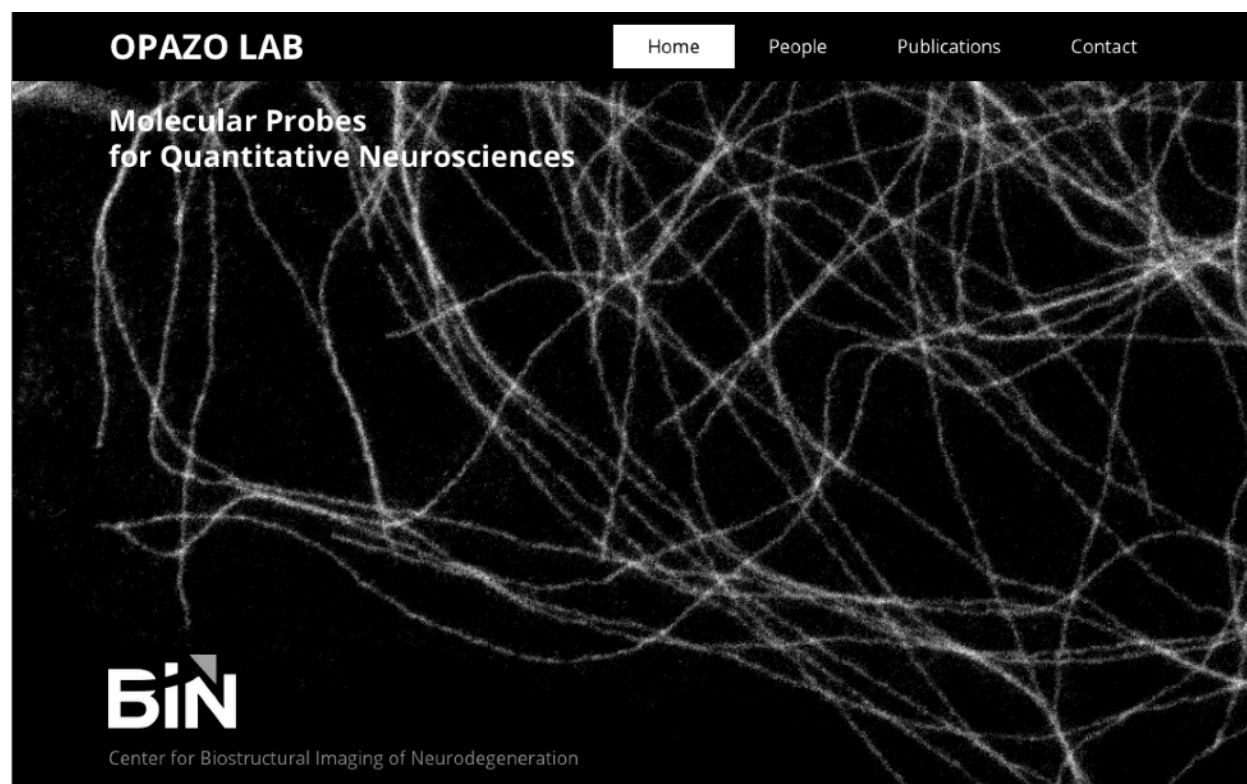 OPAZO LAB
Home People Publications Contact
Molecular Probes
for Quantitative Neurosciences
BiN
Center for Biostructural Imaging of Neurodegeneration